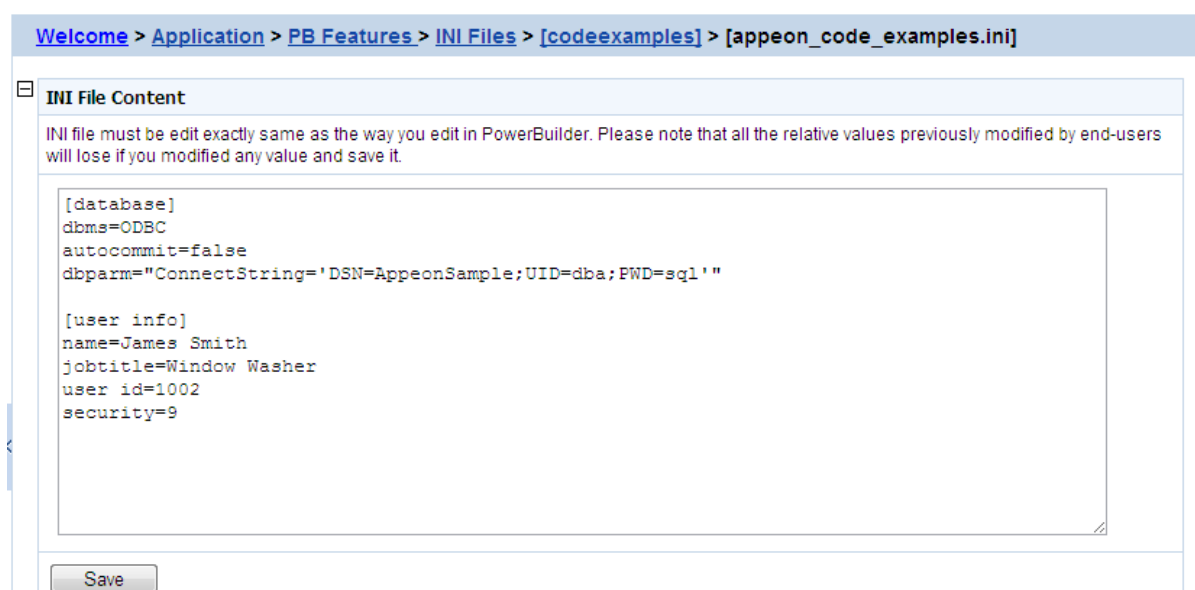 Welcome > Application > PB Features > INI Files > [codeexamples] > [appeon_code_examples.ini]
INI File Content
INI file must be edit exactly same as the way you edit in PowerBuilder. Please note that all the relative values previously modified by end-users
will lose if you modified any value and save it.
[database]
dbms=ODBC
autocommit=false
dbparm="ConnectString='DSN=AppeonSample;UID=dba;PWD=sql'"
[user info]
name=James Smith
jobtitle=Window Washer
user id=1002
security=9
Save